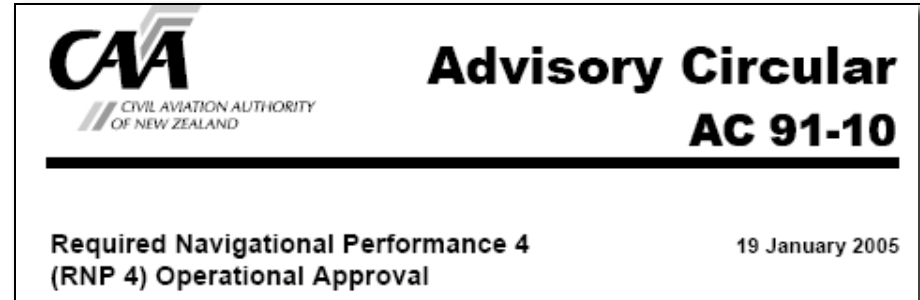 CAA
CIVIL AVIATION AUTHORITY
OF NEW ZEALAND
Advisory Circular
AC 91-10
Required Navigational Performance 4
(RNP 4) Operational Approval
19 January 2005